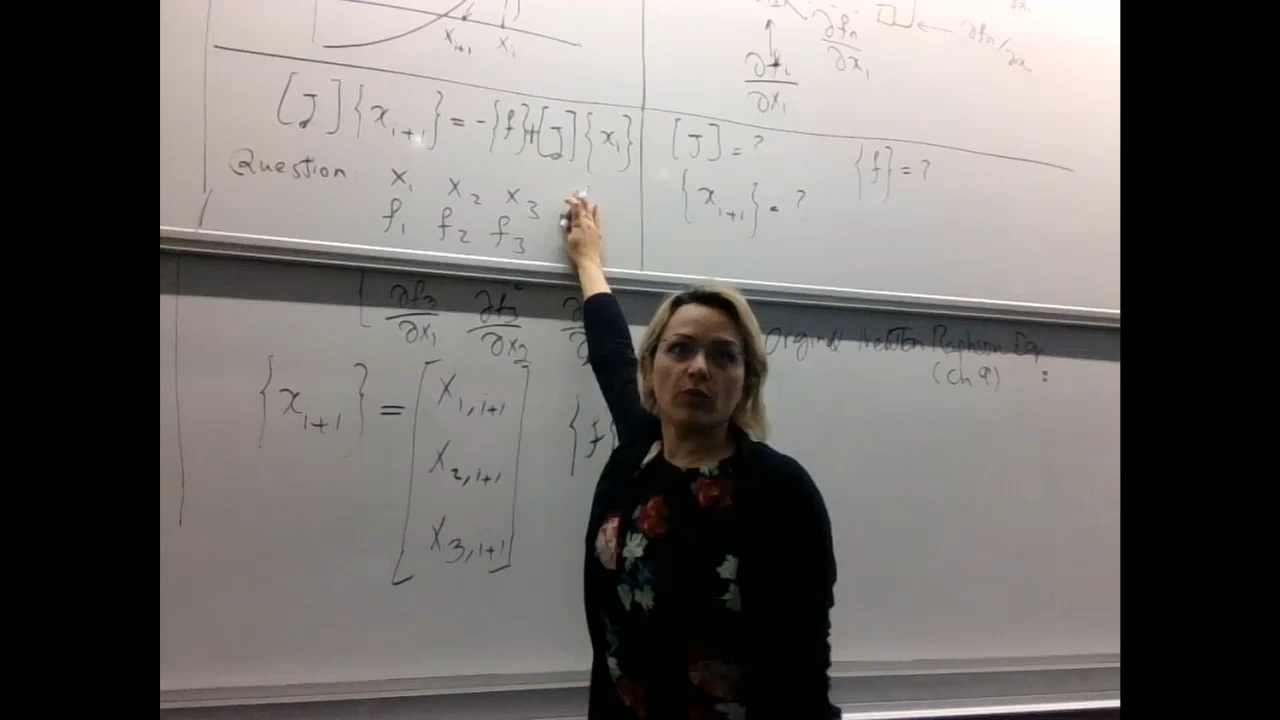 x_{i+1} x_i
∂f_1/∂x_1 ∂f_n/∂x_1 ∂f_n/∂x
[J]{x_{i+1}} = -{f}+[J]{x_i}
[J] = ? {f} = ?
{x_{i+1}} = ?
Question x_1 x_2 x_3
f_1 f_2 f_3
∂f_3/∂x_1 ∂f_3/∂x_2
Newton Raphson Eq
(Ch 9) :
{x_{i+1}} = [x_{1,i+1}
x_{2,i+1}
x_{3,i+1}] {f